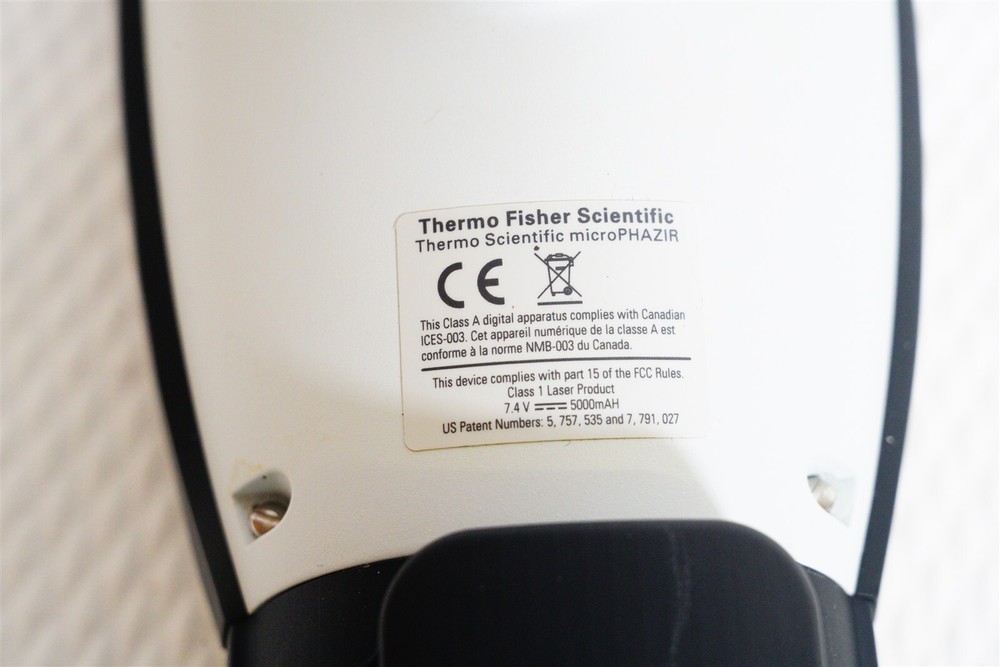 Thermo Fisher Scientific
Thermo Scientific microPHAZIR
CE
This Class A digital apparatus complies with Canadian
ICES-003. Cet appareil numérique de la classe A est
conforme à la norme NMB-003 du Canada.
This device complies with part 15 of the FCC Rules.
Class 1 Laser Product
7.4 V 5000mAH
US Patent Numbers: 5, 757, 535 and 7, 791, 027